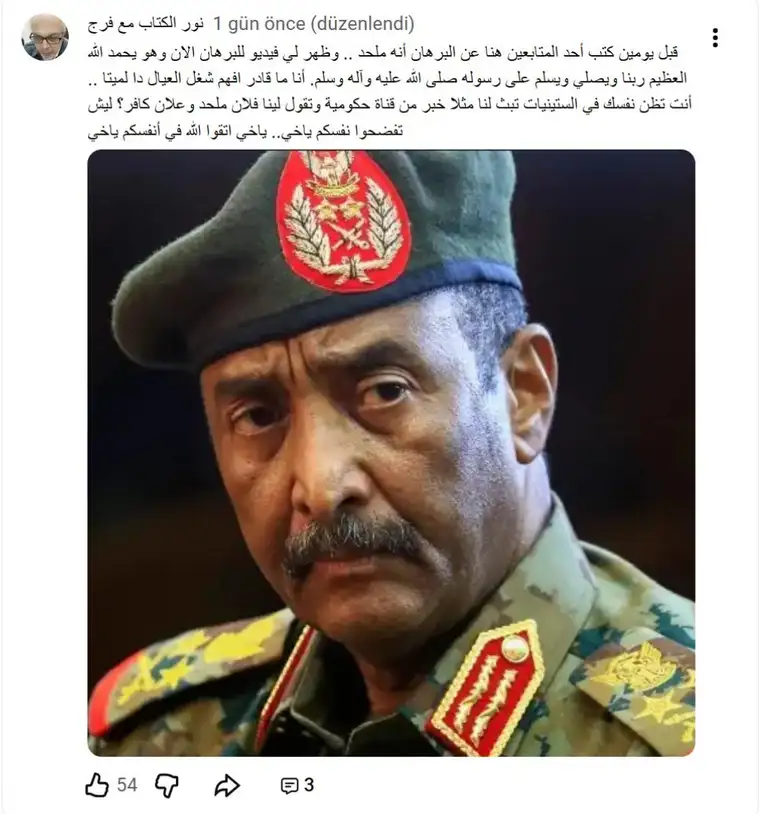 نور الكتاب مع فرج 1 gün önce (düzenlendi)
قبل يومين كتب أحد المتابعين هنا عن البرهان أنه ملحد .. وظهر لي فيديو للبرهان الان وهو يحمد الله
العظيم ربنا ويصلي ويسلم على رسوله صلى الله عليه وآله وسلم. أنا ما قادر افهم شغل العيال دا لميتا ..
أنت تظن نفسك في الستينيات تبث لنا مثلا خبر من قناة حكومية وتقول لينا فلان ملحد وعلان كافر؟ ليش
تفضحوا نفسكم ياخي.. ياخي اتقوا الله في أنفسكم ياخي
54 3